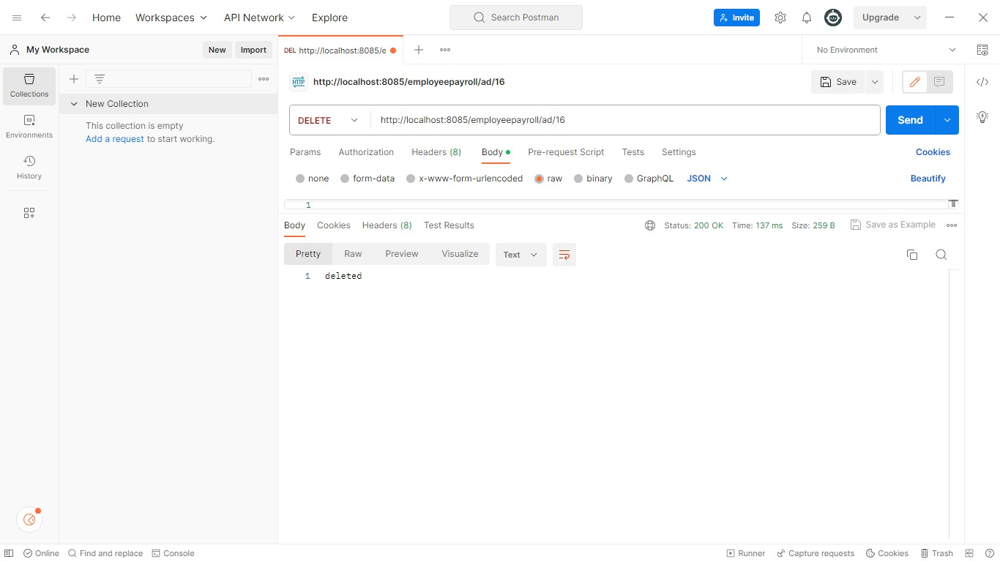 Home Workspaces API Network Explore Search Postman Invite Upgrade
My Workspace New Import DEL http://localhost:8085/e No Environment
Collections
New Collection
This collection is empty
Add a request to start working.
Environments
History
HTTP http://localhost:8085/employeepayroll/ad/16 Save
DELETE http://localhost:8085/employeepayroll/ad/16 Send
Params Authorization Headers (8) Body Pre-request Script Tests Settings Cookies
none form-data x-www-form-urlencoded raw binary GraphQL JSON Beautify
1
Body Cookies Headers (8) Test Results Status: 200 OK Time: 137 ms Size: 259 B Save as Example
Pretty Raw Preview Visualize Text
1 deleted
Online Find and replace Console Runner Capture requests Cookies Trash